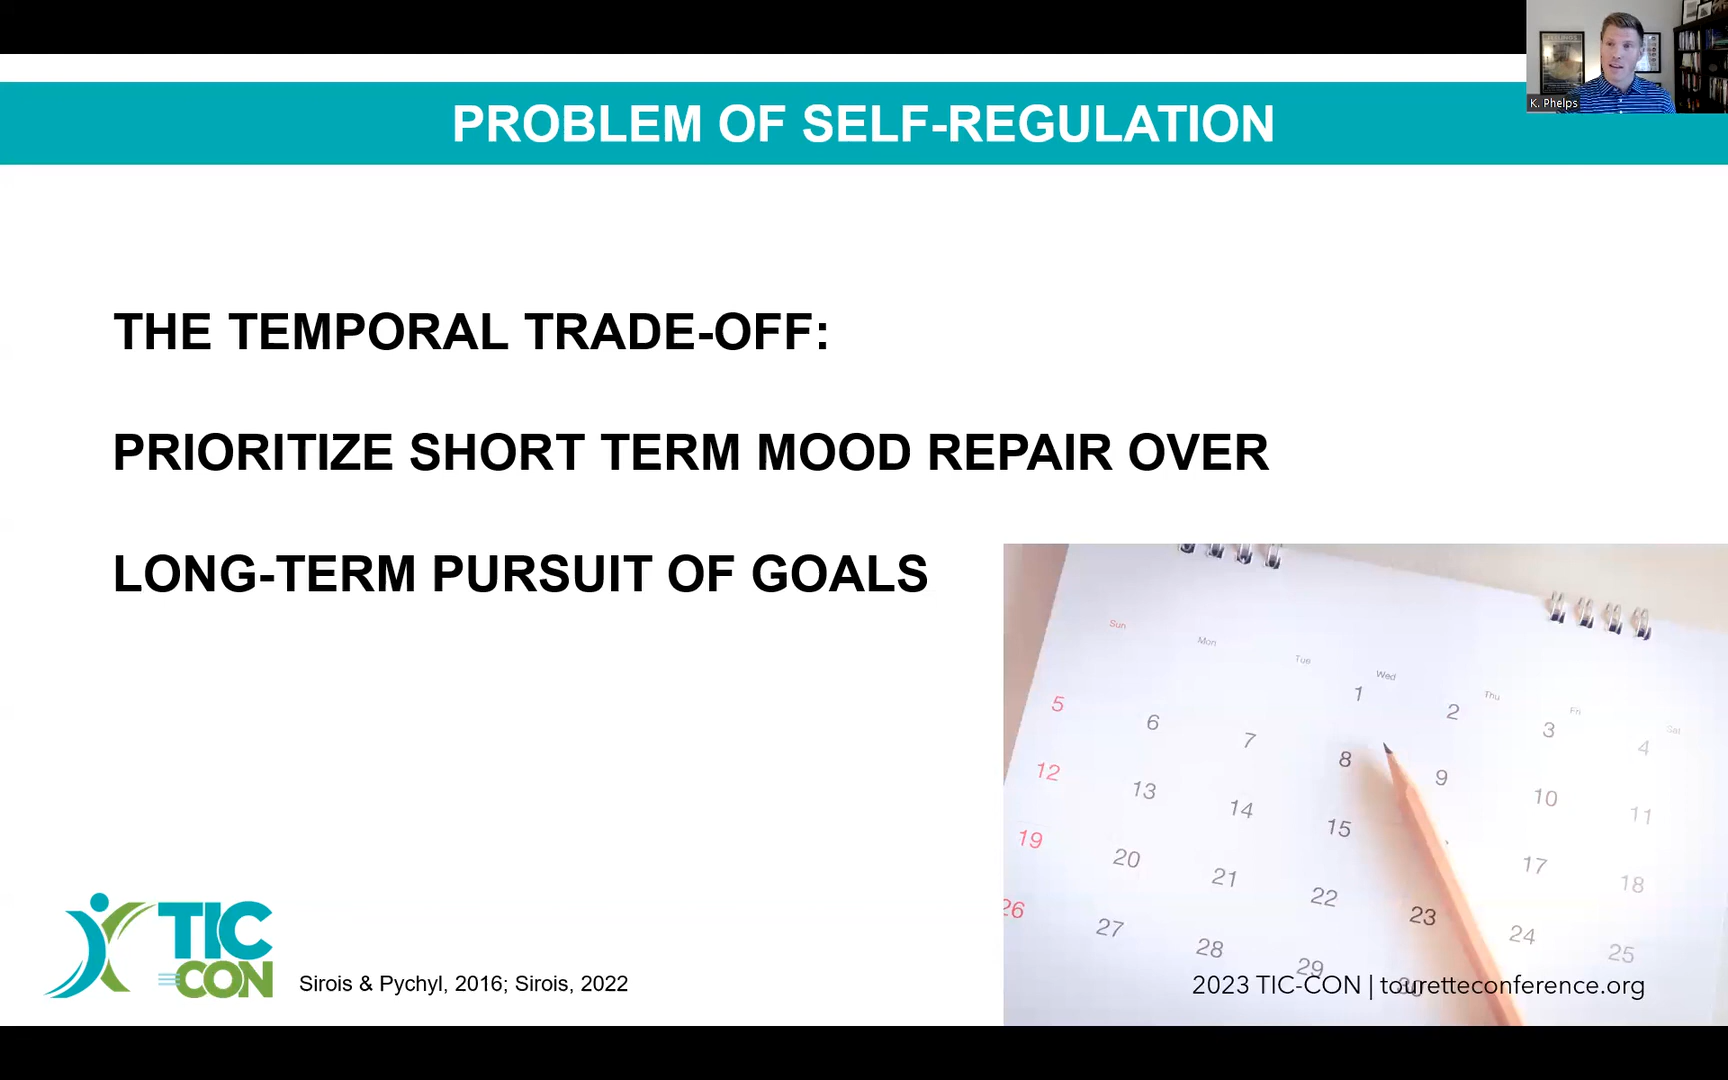 K. Phelps
PROBLEM OF SELF-REGULATION
THE TEMPORAL TRADE-OFF:
PRIORITIZE SHORT TERM MOOD REPAIR OVER
LONG-TERM PURSUIT OF GOALS
Sun Mon Tue Wed Thu Fri Sat
1 2 3 4
5 6 7 8 9 10 11
12 13 14 15 17 18
19 20 21 22 23 24 25
26 27 28 29 30
TIC
CON
Sirois & Pychyl, 2016; Sirois, 2022
2023 TIC-CON | touretteconference.org